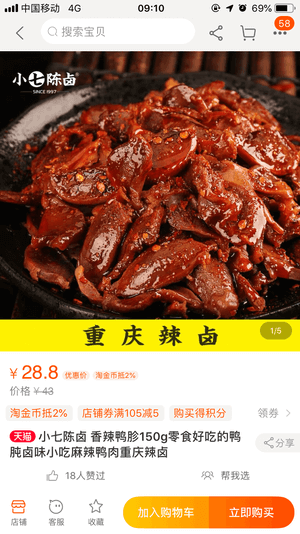 中国移动 4G
09:10
69%
搜索宝贝
58
小七陈卤
SINCE 1997
重庆辣卤
1/5
¥28.8 优惠价 淘金币抵2%
价格 ¥43
淘金币抵2% 店铺券满105减5 购买得积分 领券
天猫 小七陈卤 香辣鸭胗150g零食好吃的鸭
肫卤味小吃麻辣鸭肉重庆辣卤
分享
18人赞过 帮我选
店铺 客服 收藏 加入购物车 立即购买